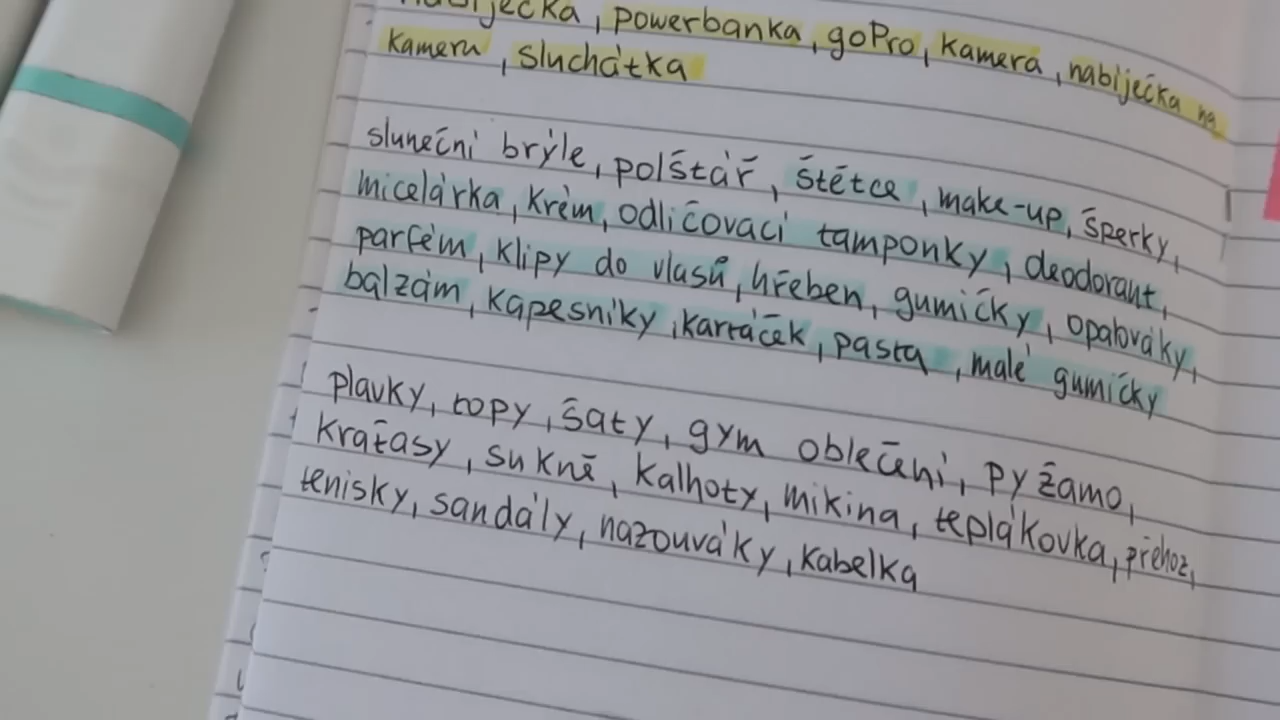 nabíječka, powerbanka, goPro, kamera, nabíječka na
kameru, sluchátka
sluneční brýle, polštář, štětce, make-up, šperky,
micelárka, krém, odličovací tamponky, deodorant,
parfém, klipy do vlasů, hřeben, gumičky, opalováky,
balzám, kapesníky, kartáček, pasta, malé gumičky
plavky, topy, šaty, gym oblečení, pyžamo,
kraťasy, sukně, kalhoty, mikina, teplákovka, přehoz,
tenisky, sandály, nazouváky, kabelka